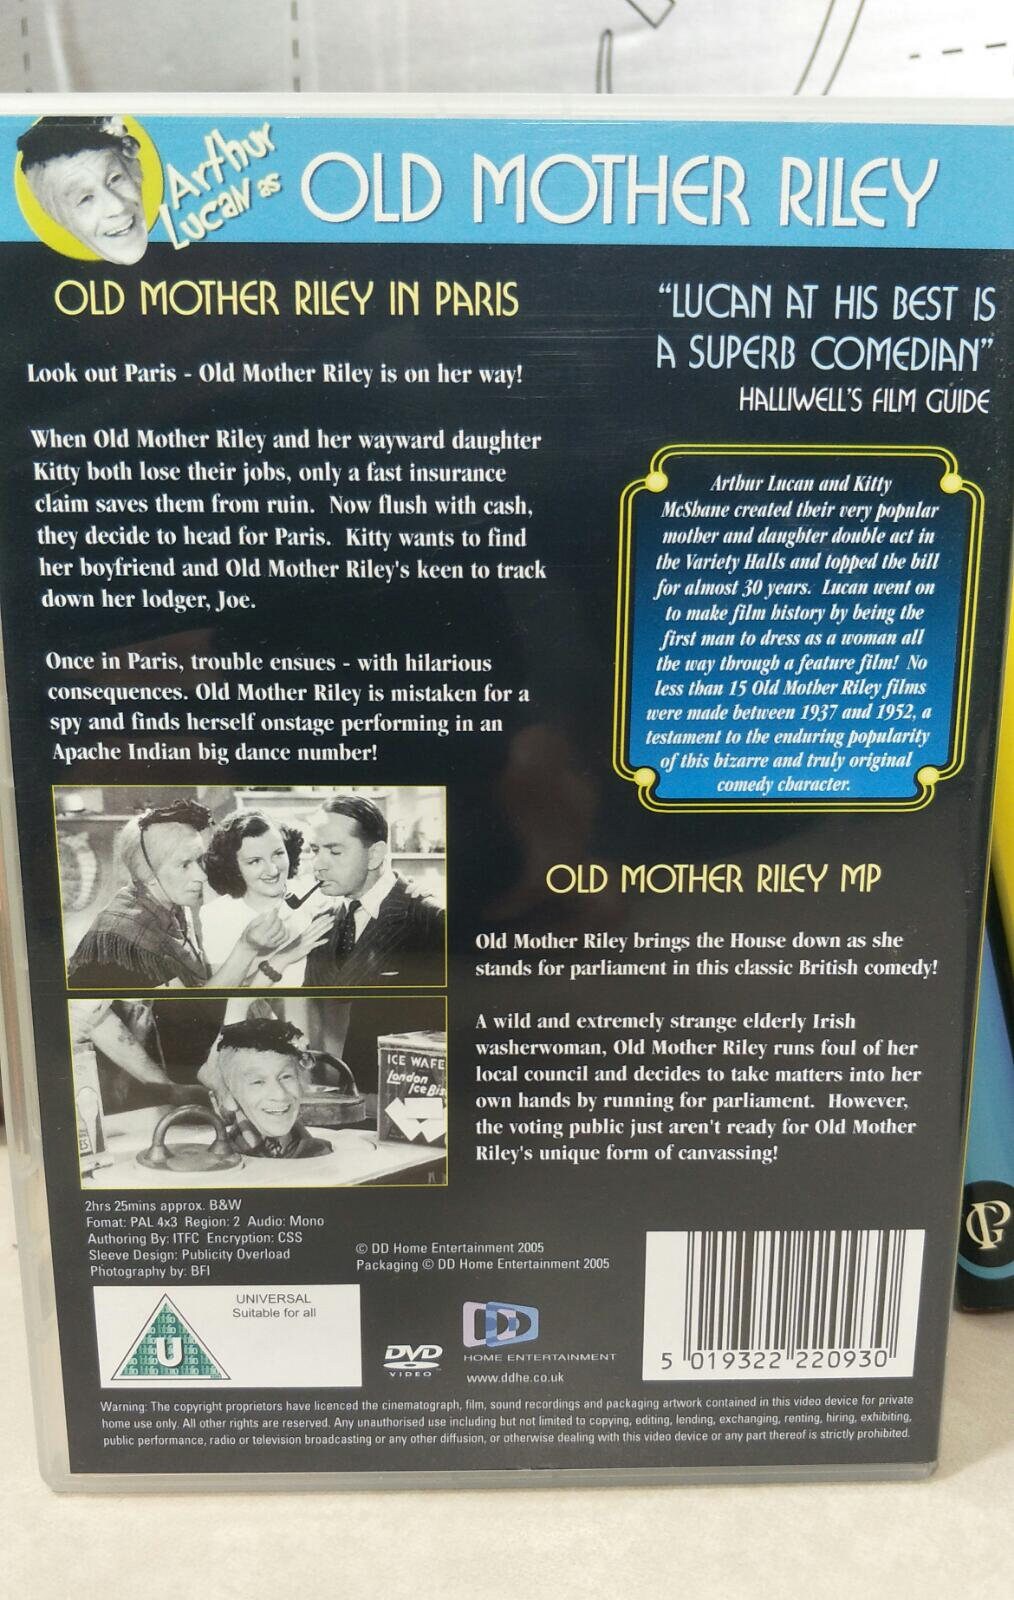 Arthur
Lucan as
OLD MOTHER RILEY
OLD MOTHER RILEY IN PARIS
Look out Paris - Old Mother Riley is on her way!
When Old Mother Riley and her wayward daughter
Kitty both lose their jobs, only a fast insurance
claim saves them from ruin. Now flush with cash,
they decide to head for Paris. Kitty wants to find
her boyfriend and Old Mother Riley's keen to track
down her lodger, Joe.
Once in Paris, trouble ensues - with hilarious
consequences. Old Mother Riley is mistaken for a
spy and finds herself onstage performing in an
Apache Indian big dance number!
"LUCAN AT HIS BEST IS
A SUPERB COMEDIAN"
HALLIWELL'S FILM GUIDE
Arthur Lucan and Kitty
McShane created their very popular
mother and daughter double act in
the Variety Halls and topped the bill
for almost 30 years. Lucan went on
to make film history by being the
first man to dress as a woman all
the way through a feature film! No
less than 15 Old Mother Riley films
were made between 1937 and 1952, a
testament to the enduring popularity
of this bizarre and truly original
comedy character.
OLD MOTHER RILEY MP
Old Mother Riley brings the House down as she
stands for parliament in this classic British comedy!
A wild and extremely strange elderly Irish
washerwoman, Old Mother Riley runs foul of her
local council and decides to take matters into her
own hands by running for parliament. However,
the voting public just aren't ready for Old Mother
Riley's unique form of canvassing!
ICE WAFE
London
Ice Bis
2hrs 25mins approx. B&W
Fomat: PAL 4x3 Region: 2 Audio: Mono
Authoring By: ITFC Encryption: CSS
Sleeve Design: Publicity Overload
Photography by: BFI
© DD Home Entertainment 2005
Packaging © DD Home Entertainment 2005
UNIVERSAL
Suitable for all
U
DVD
VIDEO
DD
HOME ENTERTAINMENT
www.ddhe.co.uk
5 019322 220930
Warning: The copyright proprietors have licenced the cinematograph, film, sound recordings and packaging artwork contained in this video device for private
home use only. All other rights are reserved. Any unauthorised use including but not limited to copying, editing, lending, exchanging, renting, hiring, exhibiting,
public performance, radio or television broadcasting or any other diffusion, or otherwise dealing with this video device or any part thereof is strictly prohibited.